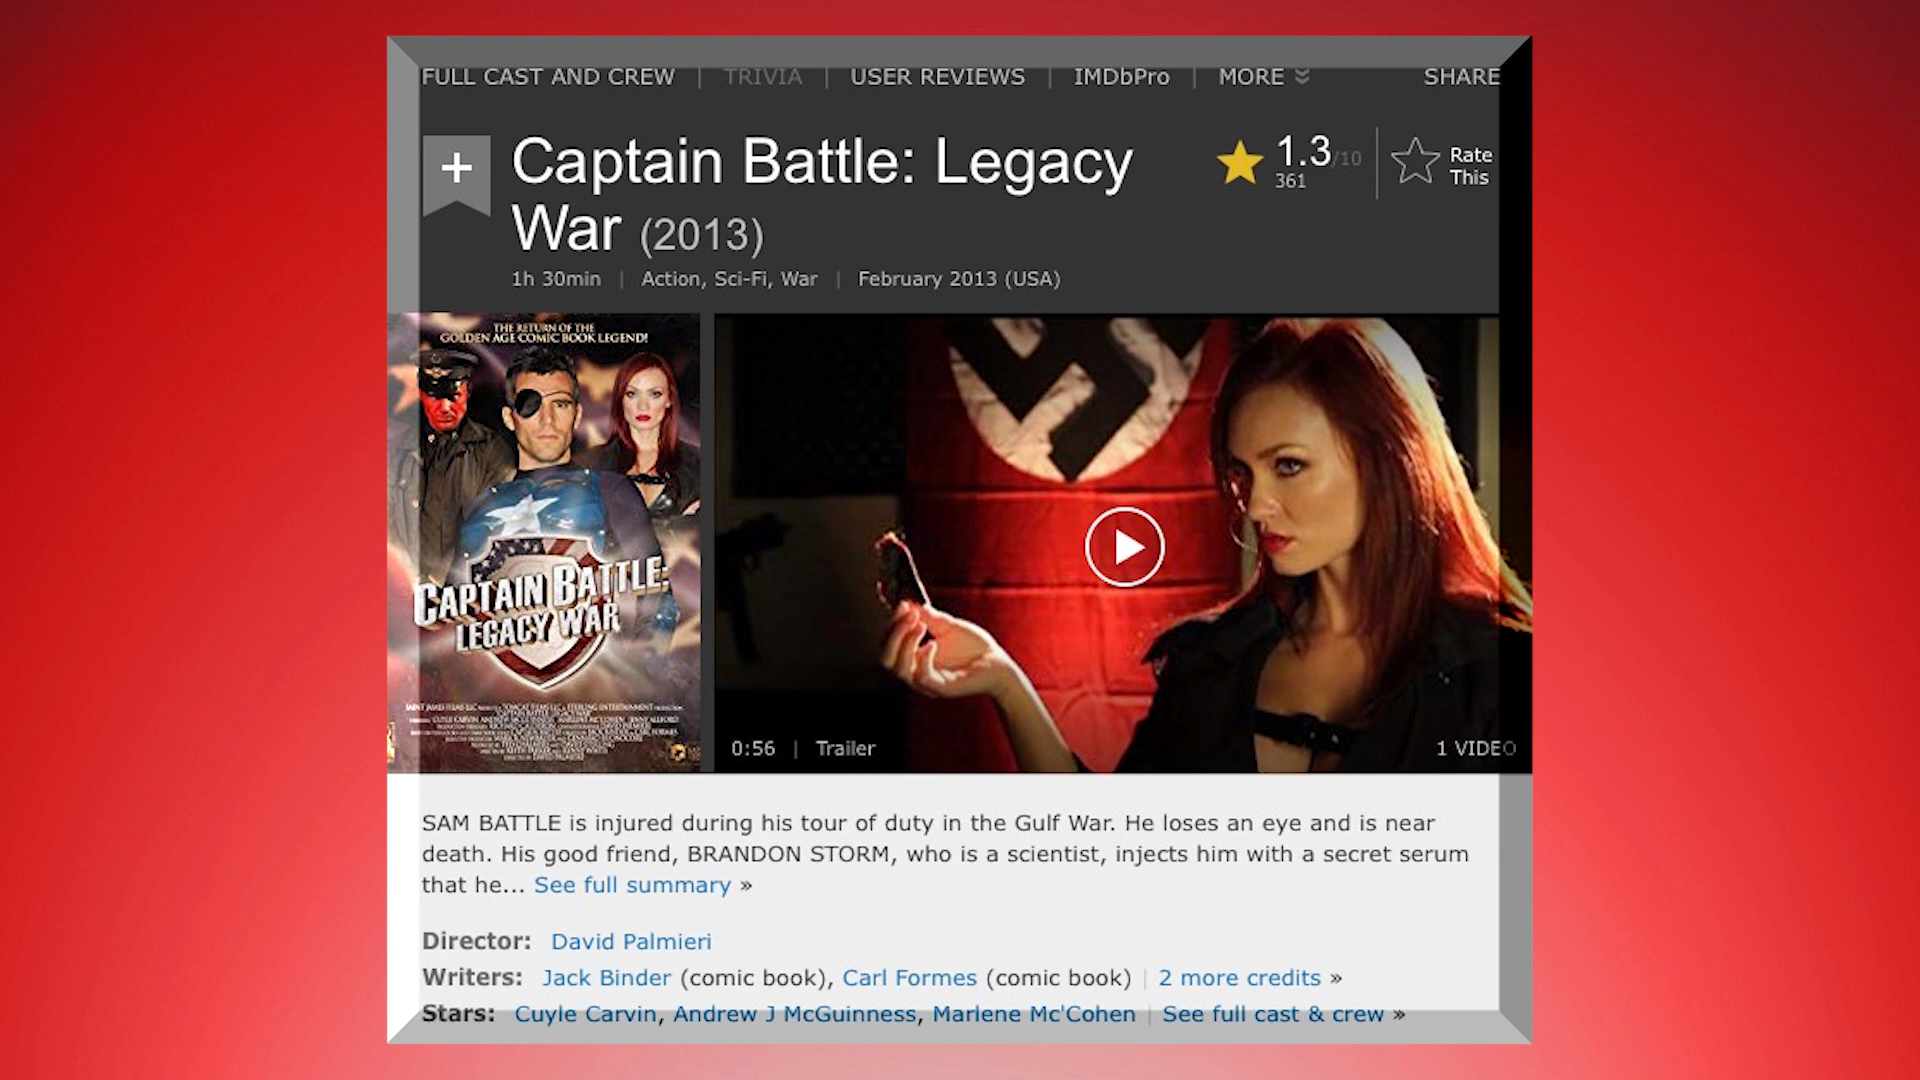 FULL CAST AND CREW | TRIVIA | USER REVIEWS | IMDbPro | MORE SHARE
+ Captain Battle: Legacy
War (2013)
1.3/10
361
Rate
This
1h 30min | Action, Sci-Fi, War | February 2013 (USA)
THE RETURN OF THE
GOLDEN AGE COMIC BOOK LEGEND!
CAPTAIN BATTLE:
LEGACY WAR
0:56 | Trailer
1 VIDEO
SAM BATTLE is injured during his tour of duty in the Gulf War. He loses an eye and is near
death. His good friend, BRANDON STORM, who is a scientist, injects him with a secret serum
that he... See full summary »
Director: David Palmieri
Writers: Jack Binder (comic book), Carl Formes (comic book) | 2 more credits »
Stars: Cuyle Carvin, Andrew J McGuinness, Marlene Mc'Cohen | See full cast & crew »